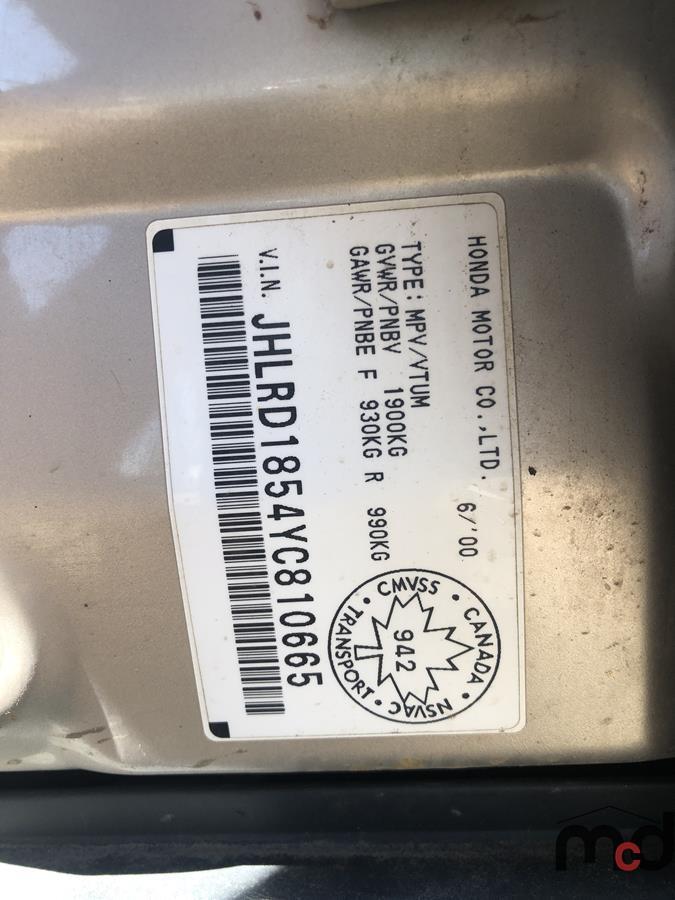 HONDA MOTOR CO.,LTD. 6/'00
TYPE: MPV/VTUM
GVWR/PNBV 1900KG
GAWR/PNBE F 930KG R 990KG
V.I.N. JHLRD1854YC810665
CMVSS • CANADA • NSVAC • TRANSPORT •
942
mcd